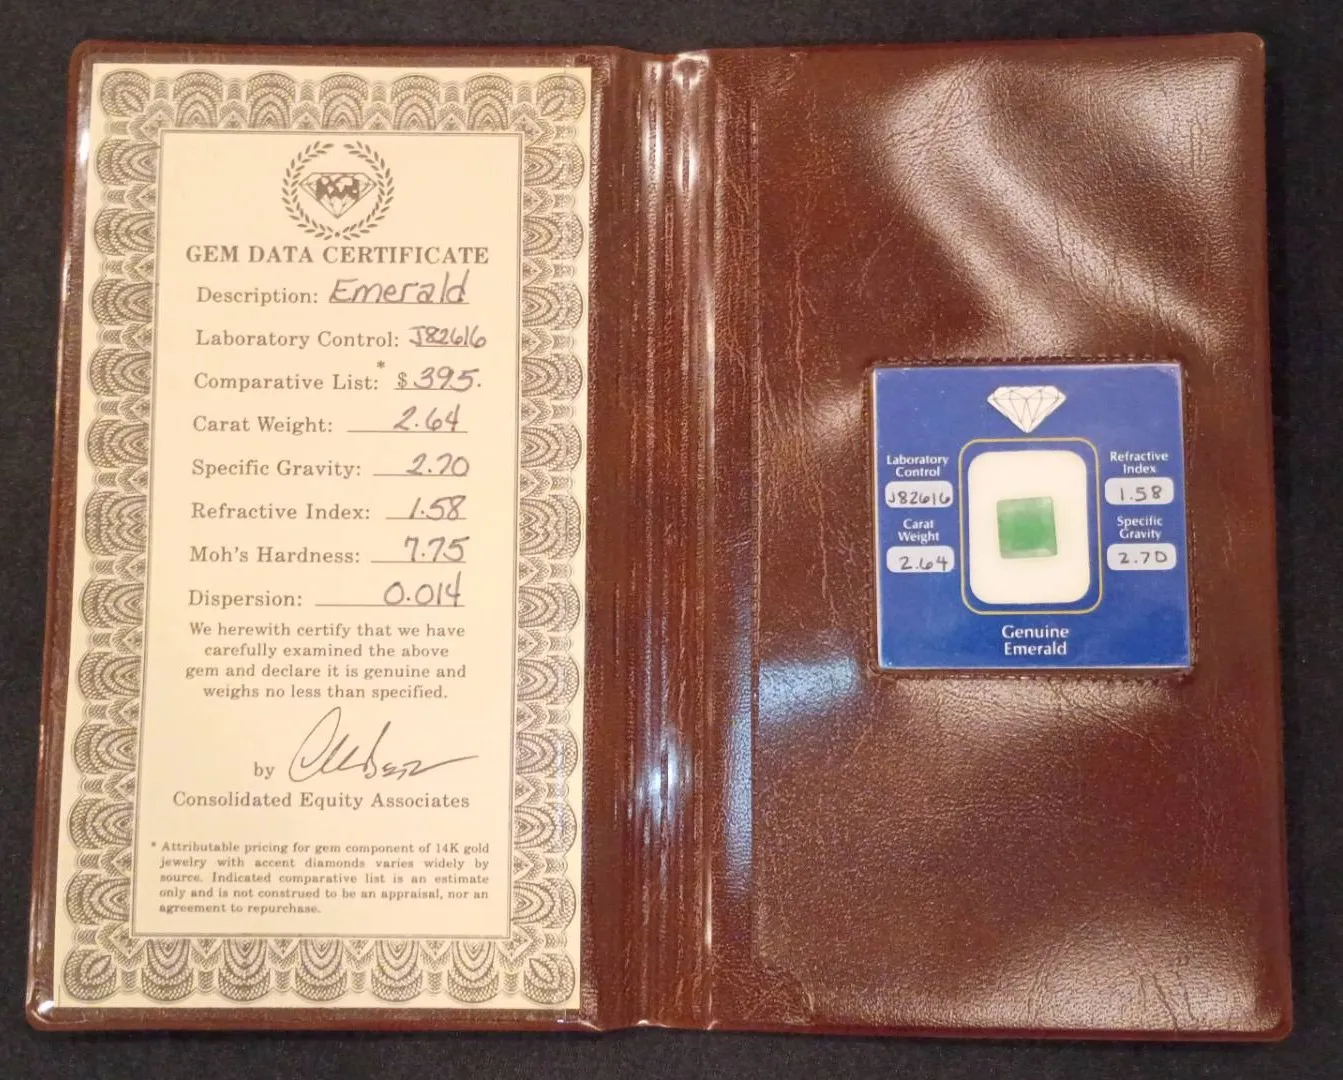 GEM DATA CERTIFICATE
Description: Emerald
Laboratory Control: J82616
Comparative List:* $395.
Carat Weight: 2.64
Specific Gravity: 2.70
Refractive Index: 1.58
Moh's Hardness: 7.75
Dispersion: 0.014
We herewith certify that we have
carefully examined the above
gem and declare it is genuine and
weighs no less than specified.
by
Consolidated Equity Associates
* Attributable pricing for gem component of 14K gold
jewelry with accent diamonds varies widely by
source. Indicated comparative list is an estimate
only and is not construed to be an appraisal, nor an
agreement to repurchase.
Laboratory
Control
J82616
Carat
Weight
2.64
Refractive
Index
1.58
Specific
Gravity
2.70
Genuine
Emerald